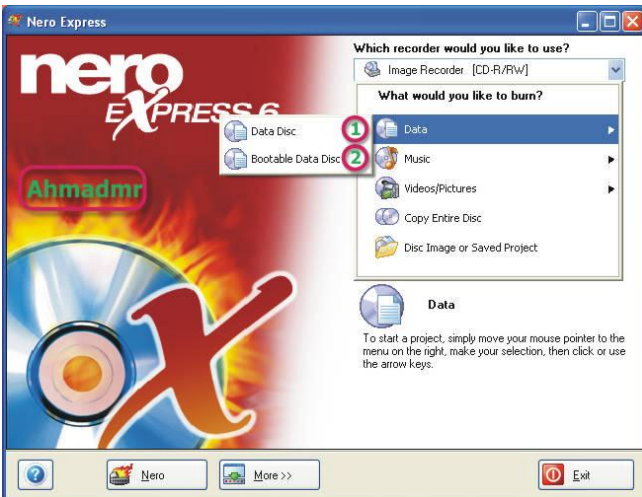 Nero Express
nero
EXPRESS 6
Ahmadmr
Which recorder would you like to use?
Image Recorder [CD-R/RW]
What would you like to burn?
Data
Data Disc 1
Bootable Data Disc 2
Music
Videos/Pictures
Copy Entire Disc
Disc Image or Saved Project
Data
To start a project, simply move your mouse pointer to the
menu on the right, make your selection, then click or use
the arrow keys.
?
Nero
More >>
Exit